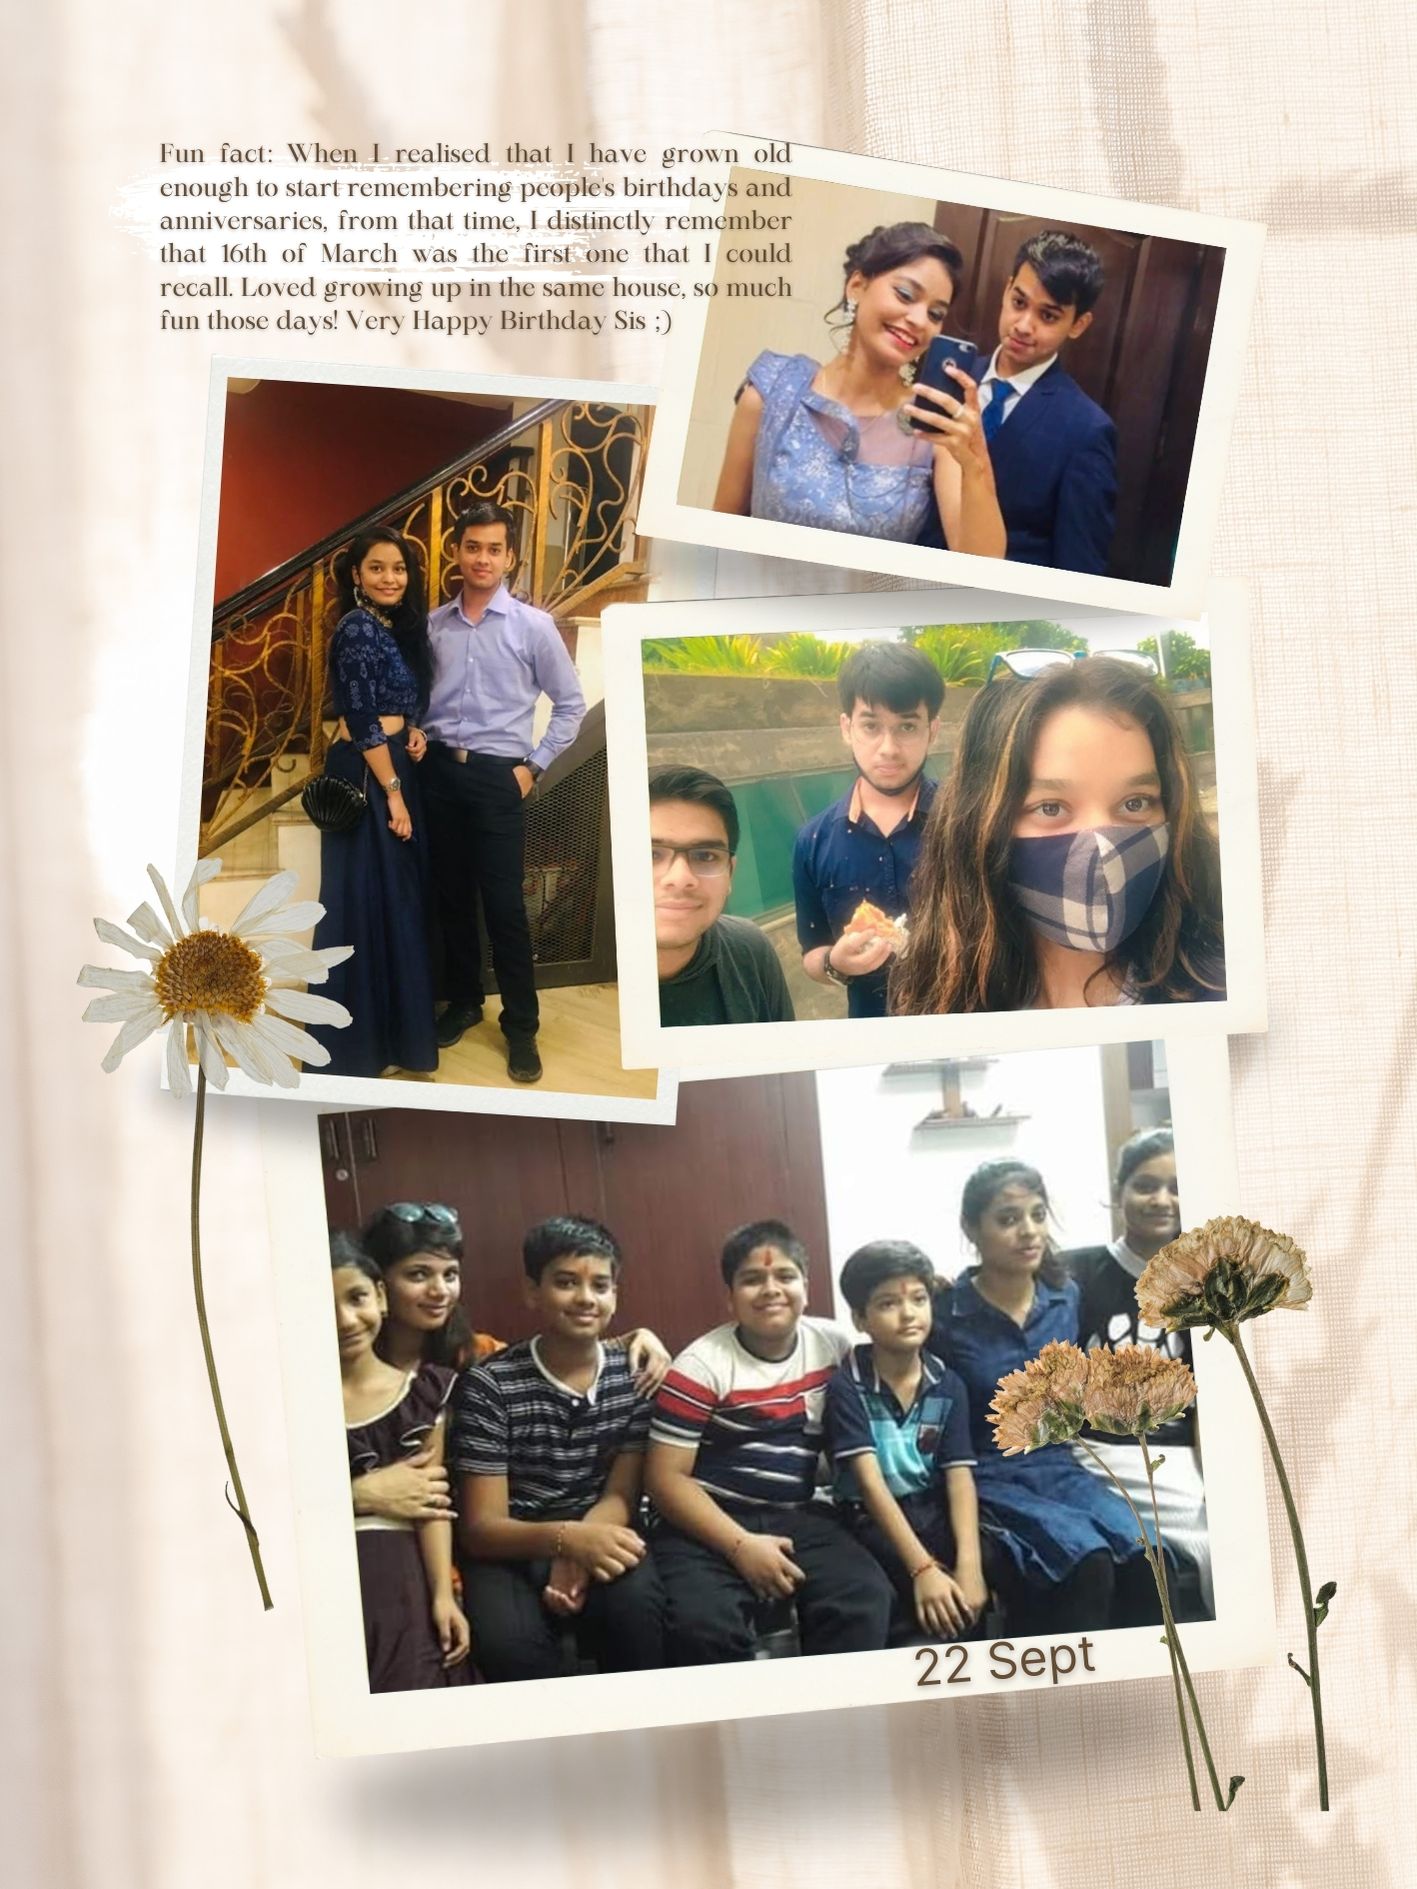 Fun fact: When I realised that I have grown old
enough to start remembering people's birthdays and
anniversaries, from that time, I distinctly remember
that 16th of March was the first one that I could
recall. Loved growing up in the same house, so much
fun those days! Very Happy Birthday Sis ;)
22 Sept